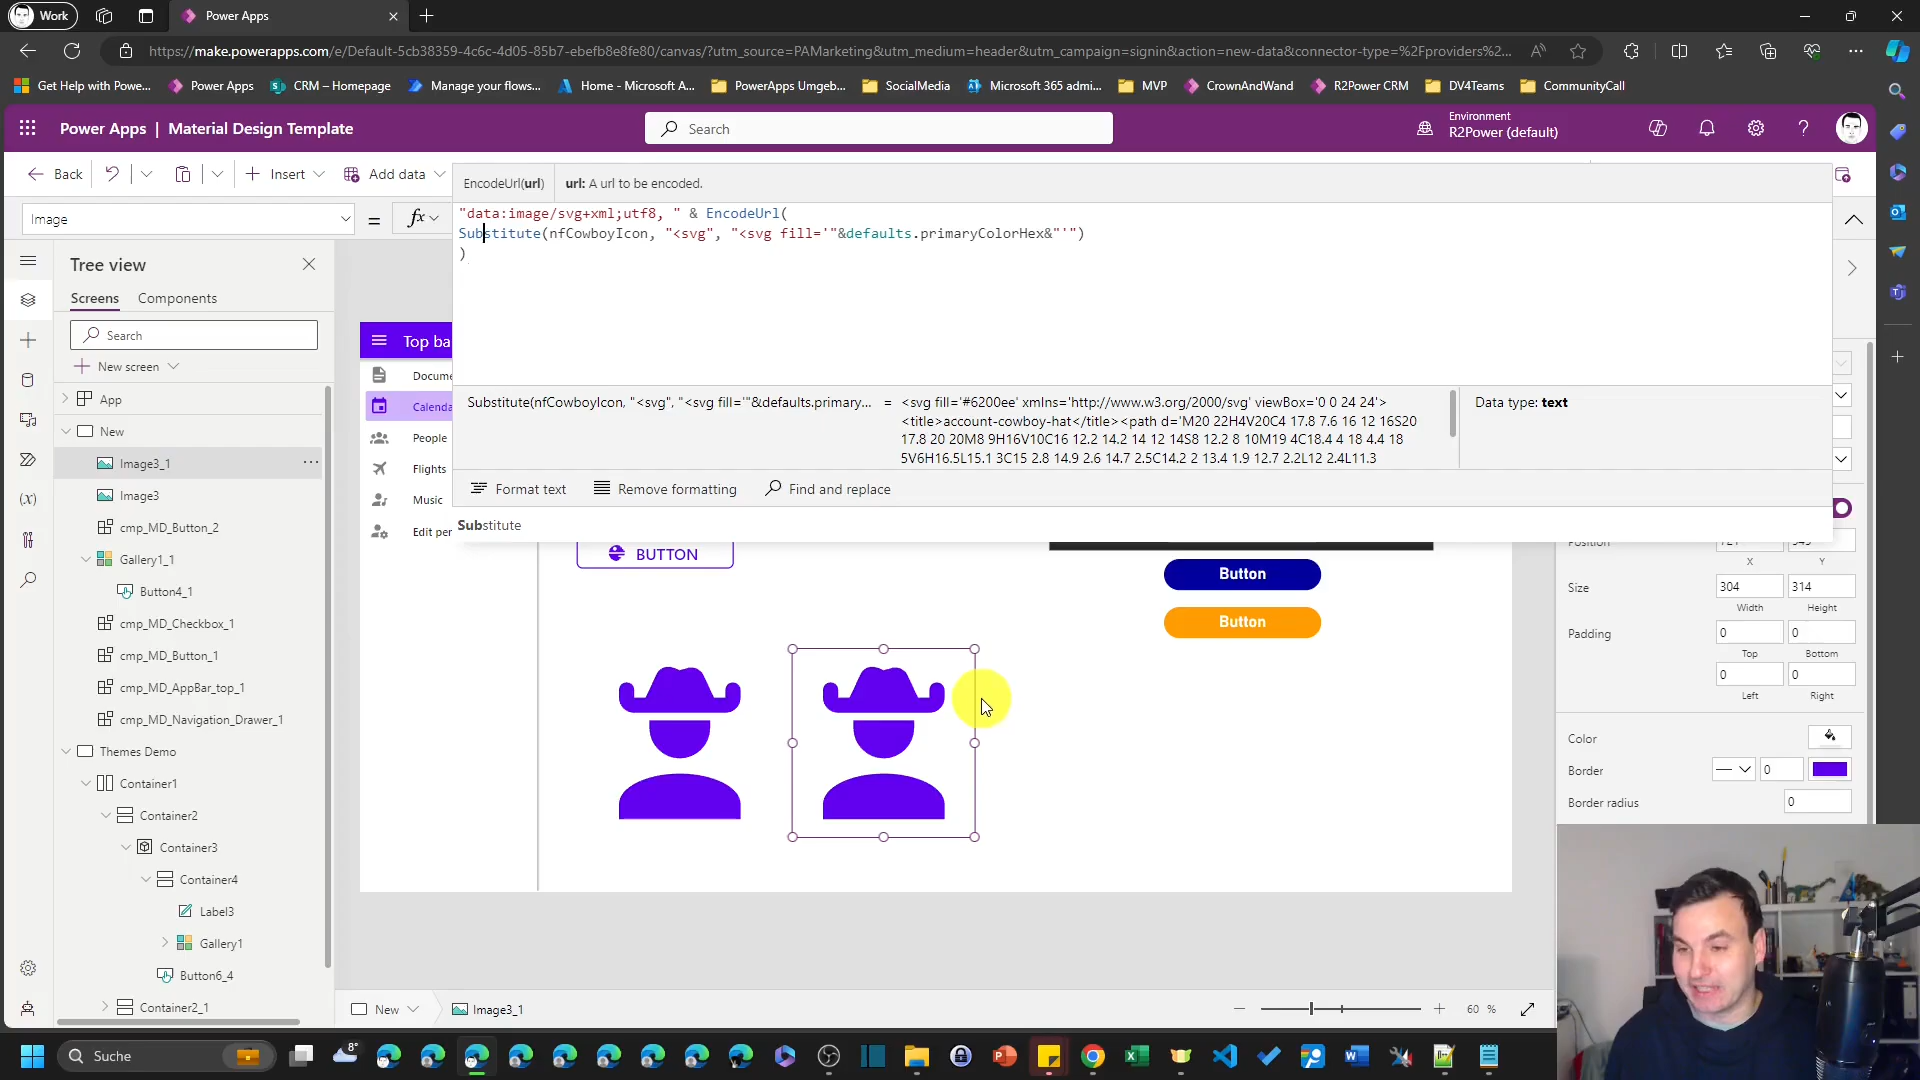 Work
Power Apps
https://make.powerapps.com/e/Default-5cb38359-4c6c-4d05-85b7-ebefb8e8fe80/canvas/?utm_source=PAMarketing&utm_medium=header&utm_campaign=signin&action=new-data&connector-type=%2Fproviders%2...
Get Help with Powe...
Power Apps
CRM – Homepage
Manage your flows...
Home - Microsoft A...
PowerApps Umgeb...
SocialMedia
Microsoft 365 admi...
MVP
CrownAndWand
R2Power CRM
DV4Teams
CommunityCall
Power Apps | Material Design Template
Search
Environment
R2Power (default)
Back
Insert
Add data
EncodeUrl(url)
url: A url to be encoded.
Image
=
fx
"data:image/svg+xml;utf8, " & EncodeUrl(
Substitute(nfCowboyIcon, "<svg", "<svg fill='"&defaults.primaryColorHex&"'")
)
Tree view
Screens
Components
Search
New screen
App
New
Image3_1
Image3
cmp_MD_Button_2
Gallery1_1
Button4_1
cmp_MD_Checkbox_1
cmp_MD_Button_1
cmp_MD_AppBar_top_1
cmp_MD_Navigation_Drawer_1
Themes Demo
Container1
Container2
Container3
Container4
Label3
Gallery1
Button6_4
Container2_1
Top ba
Docume
Calenda
People
Flights
Music
Edit per
Substitute(nfCowboyIcon, "<svg", "<svg fill='"&defaults.primary... =
<svg fill='#6200ee' xmlns='http://www.w3.org/2000/svg' viewBox='0 0 24 24'>
<title>account-cowboy-hat</title><path d='M20 22H4V20C4 17.8 7.6 16 12 16S20
17.8 20 20M8 9H16V10C16 12.2 14.2 14 12 14S8 12.2 8 10M19 4C18.4 4 18 4.4 18
5V6H16.5L15.1 3C15 2.8 14.9 2.6 14.7 2.5C14.2 2 13.4 1.9 12.7 2.2L12 2.4L11.3
Data type: text
Format text
Remove formatting
Find and replace
Substitute
BUTTON
Button
Button
Position
X
Y
Size
304
314
Width
Height
Padding
0
0
Top
Bottom
0
0
Left
Right
Color
Border
0
Border radius
0
New
Image3_1
60 %
Suche
8°